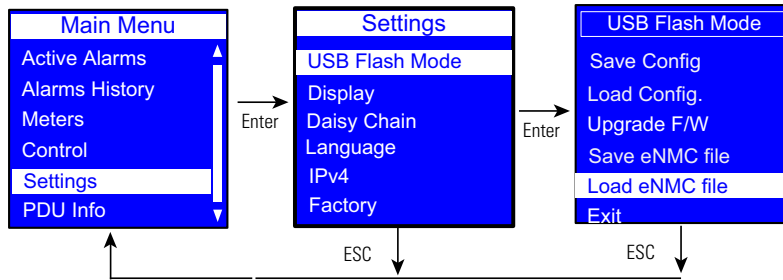 Main Menu
Active Alarms
Alarms History
Meters
Control
Settings
PDU Info
Enter
Settings
USB Flash Mode
Display
Daisy Chain
Language
IPv4
Factory
Enter
USB Flash Mode
Save Config
Load Config.
Upgrade F/W
Save eNMC file
Load eNMC file
Exit
ESC
ESC